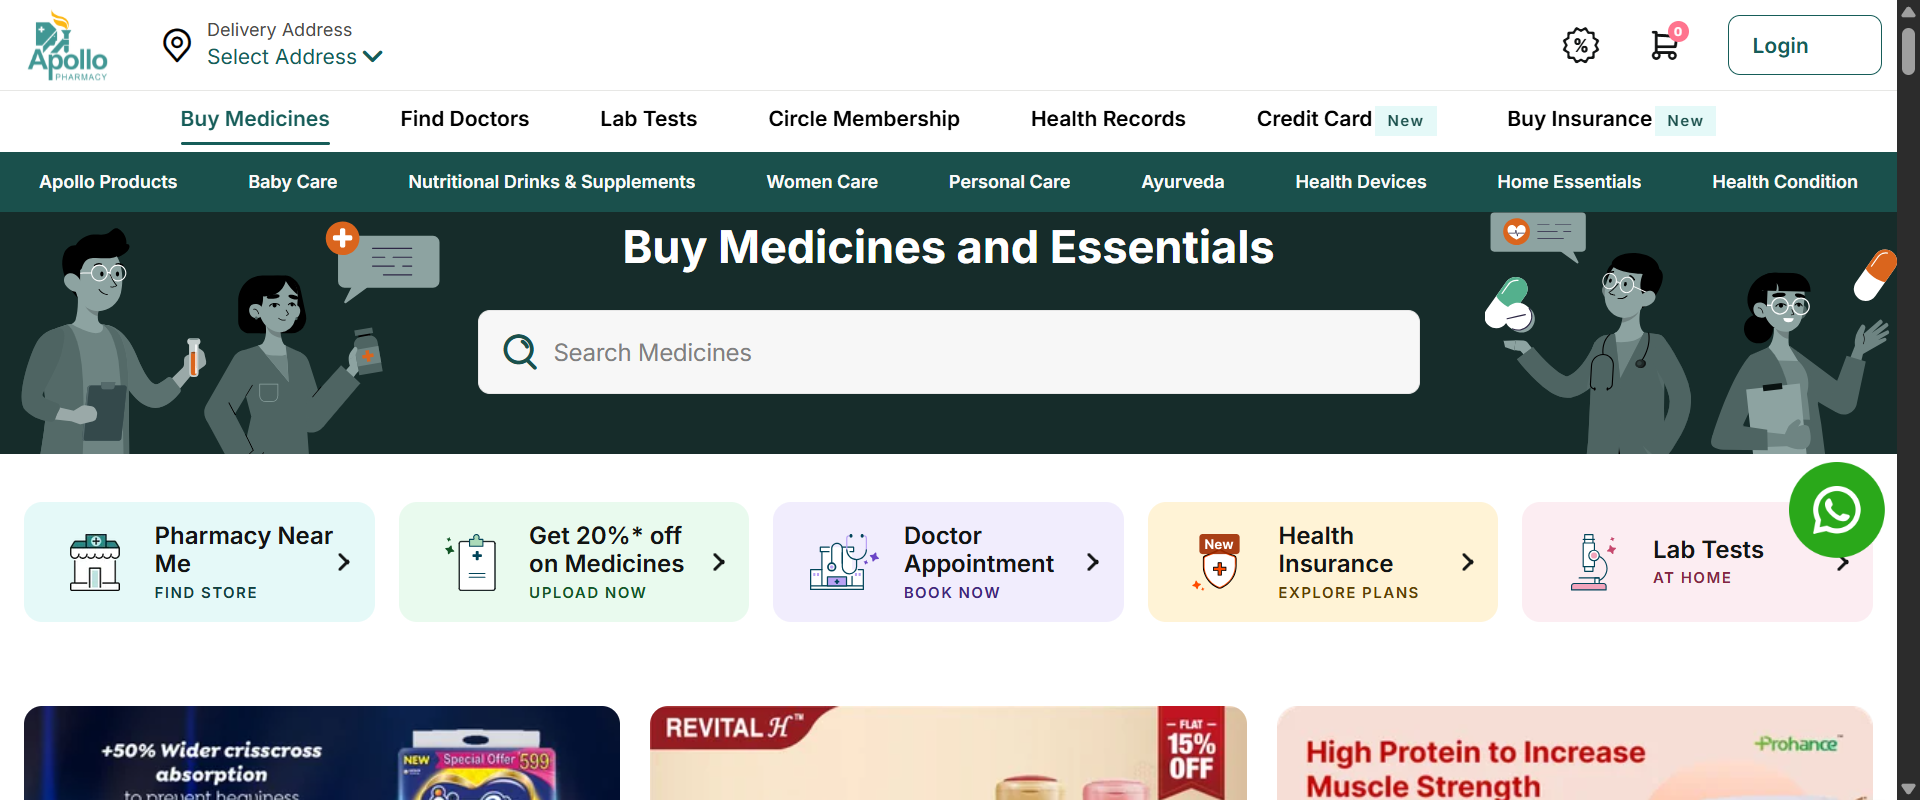 Apollo
PHARMACY
Delivery Address
Select Address
%
0
Login
Buy Medicines
Find Doctors
Lab Tests
Circle Membership
Health Records
Credit Card New
Buy Insurance New
Apollo Products
Baby Care
Nutritional Drinks & Supplements
Women Care
Personal Care
Ayurveda
Health Devices
Home Essentials
Health Condition
Buy Medicines and Essentials
Search Medicines
Pharmacy Near
Me
FIND STORE
Get 20%* off
on Medicines
UPLOAD NOW
Doctor
Appointment
BOOK NOW
New
Health
Insurance
EXPLORE PLANS
Lab Tests
AT HOME
+50% Wider crisscross
absorption
to prevent heaviness
NEW
Special Offer 599
REVITAL H™
FLAT
15%
OFF
High Protein to Increase
Muscle Strength
Prohance™